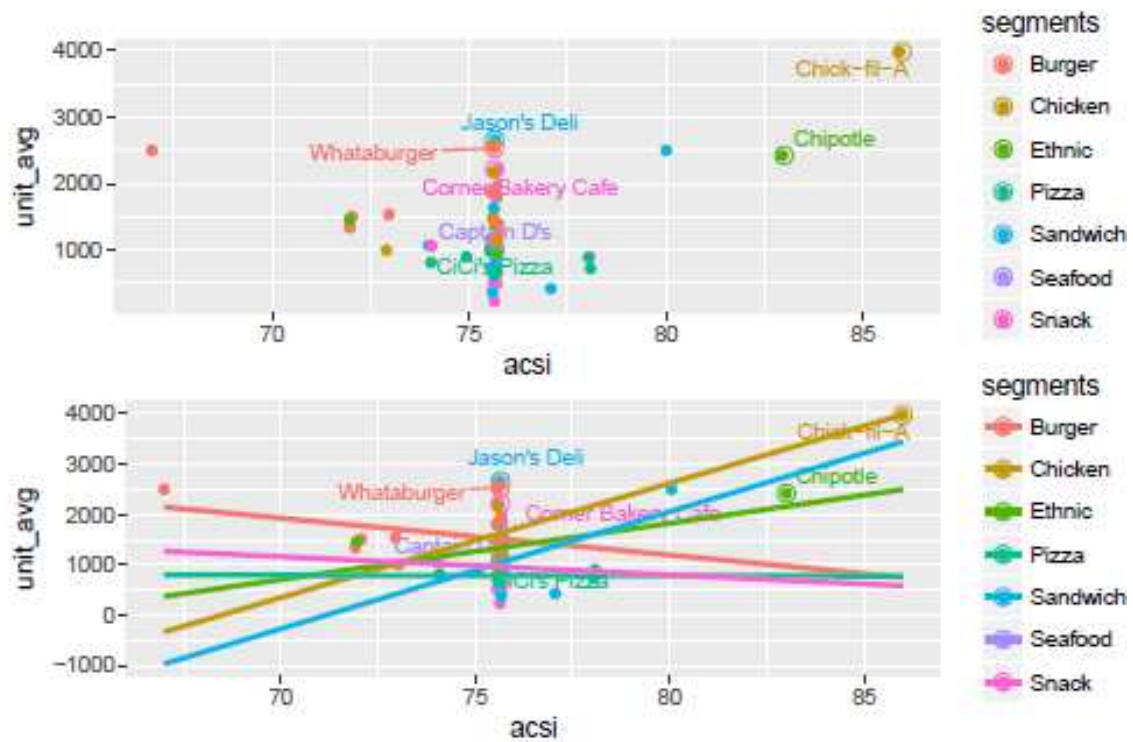 segments
Burger
Chicken
Ethnic
Pizza
Sandwich
Seafood
Snack
unit_avg
4000
3000
2000
1000
Chick-fil-A
Jason's Deli
Whataburger
Chipotle
Corner Bakery Cafe
Captain D's
CiCi's Pizza
70
75
80
85
acsi
segments
Burger
Chicken
Ethnic
Pizza
Sandwich
Seafood
Snack
unit_avg
4000
3000
2000
1000
0
-1000
Chick-fil-A
Jason's Deli
Whataburger
Chipotle
Corner Bakery Cafe
Captain
CiCi's Pizza
70
75
80
85
acsi